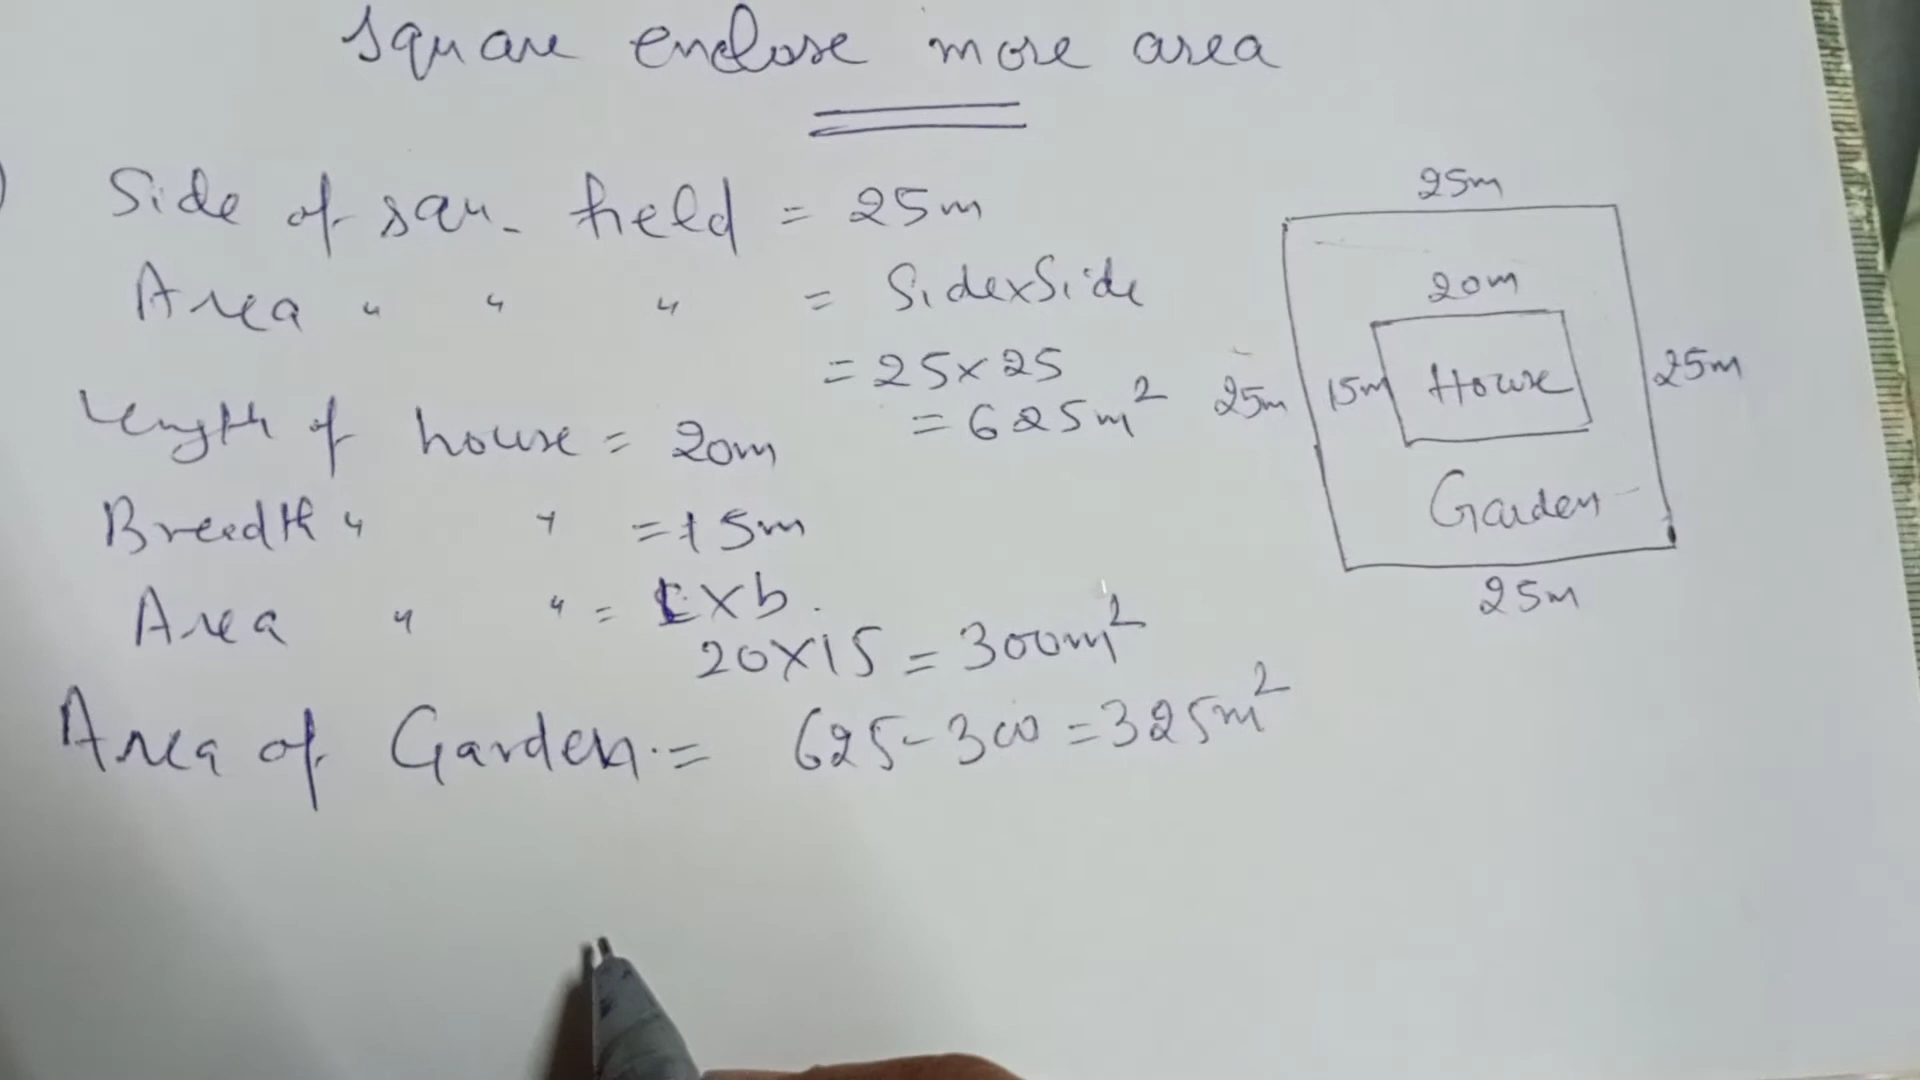 Square enclose more area
Side of squ. field = 25m
Area " " " = Side×Side
= 25×25
= 625m²
length of house = 20m
Breadth " " = 15m
Area " " = L×b.
20×15 = 300m²
Area of Garden = 625-300 = 325m²
25m
20m
25m
15m
House
25m
Garden
25m